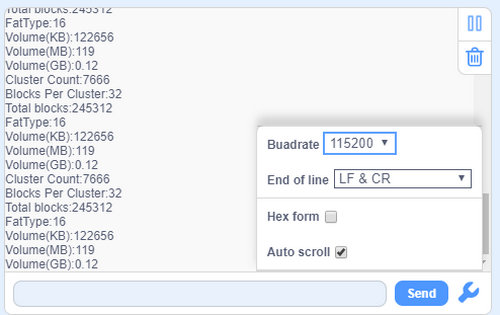 Total blocks:245312
FatType:16
Volume(KB):122656
Volume(MB):119
Volume(GB):0.12
Cluster Count:7666
Blocks Per Cluster:32
Total blocks:245312
FatType:16
Volume(KB):122656
Volume(MB):119
Volume(GB):0.12
Cluster Count:7666
Blocks Per Cluster:32
Total blocks:245312
FatType:16
Volume(KB):122656
Volume(MB):119
Volume(GB):0.12
Buadrate 115200
End of line LF & CR
Hex form
Auto scroll
Send